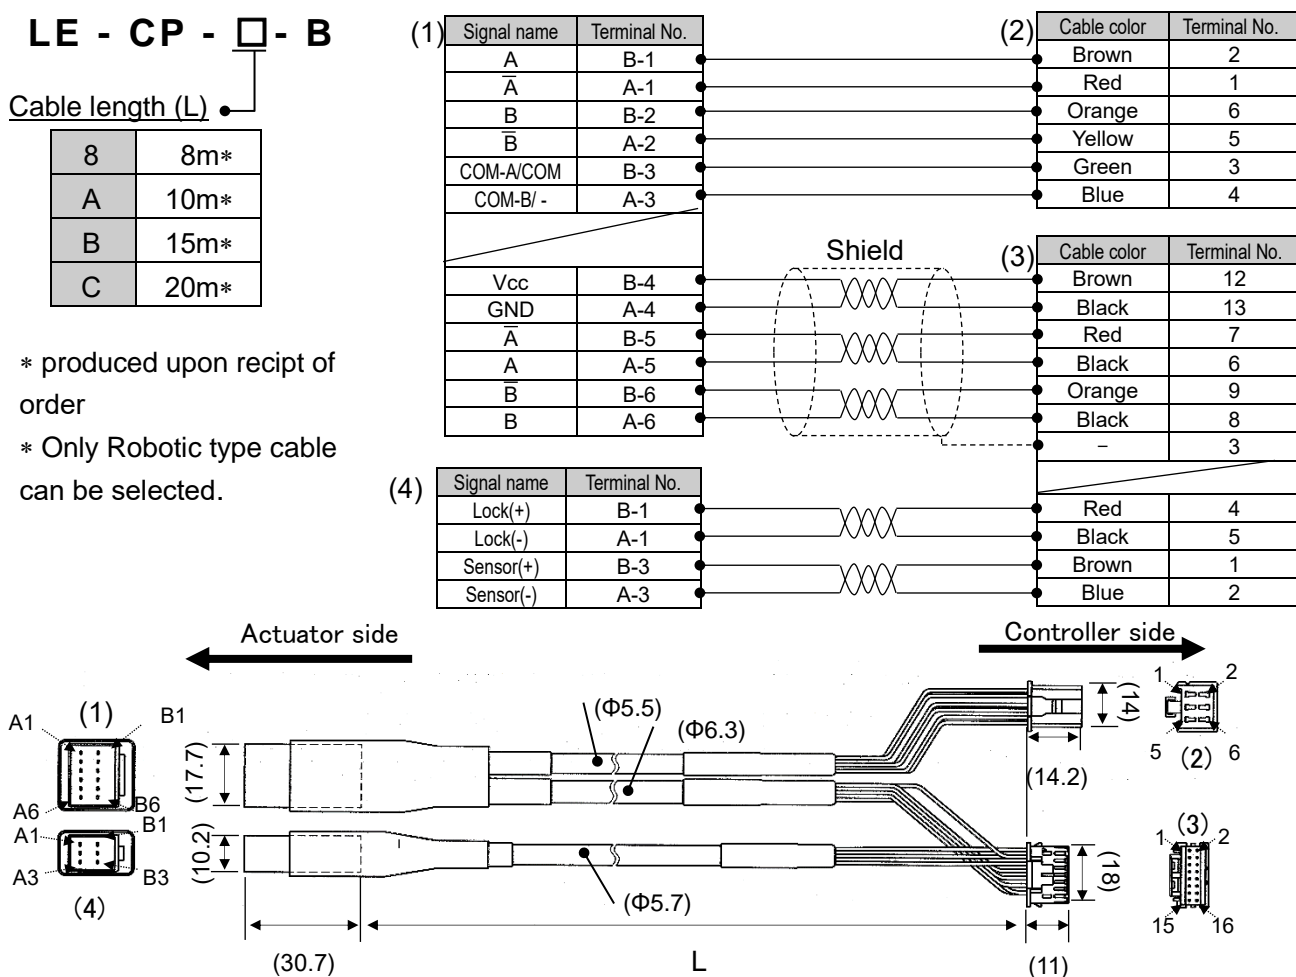 LE - CP - □ - B
Cable length (L)
8 8m*
A 10m*
B 15m*
C 20m*
* produced upon recipt of
order
* Only Robotic type cable
can be selected.
(1)
Signal name Terminal No.
A B-1
A̅ A-1
B B-2
B̅ A-2
COM-A/COM B-3
COM-B/ - A-3
Vcc B-4
GND A-4
A̅ B-5
A A-5
B̅ B-6
B A-6
Shield
(2)
Cable color Terminal No.
Brown 2
Red 1
Orange 6
Yellow 5
Green 3
Blue 4
(3)
Cable color Terminal No.
Brown 12
Black 13
Red 7
Black 6
Orange 9
Black 8
– 3
Red 4
Black 5
Brown 1
Blue 2
(4)
Signal name Terminal No.
Lock(+) B-1
Lock(-) A-1
Sensor(+) B-3
Sensor(-) A-3
Actuator side
Controller side
A1 (1) B1
A6 B6
A1 B1
A3 B3
(4)
(17.7)
(10.2)
(30.7)
(Φ5.5)
(Φ6.3)
(Φ5.7)
L
(14)
(14.2)
(18)
(11)
1 2
5 (2) 6
(3)
1 2
15 16